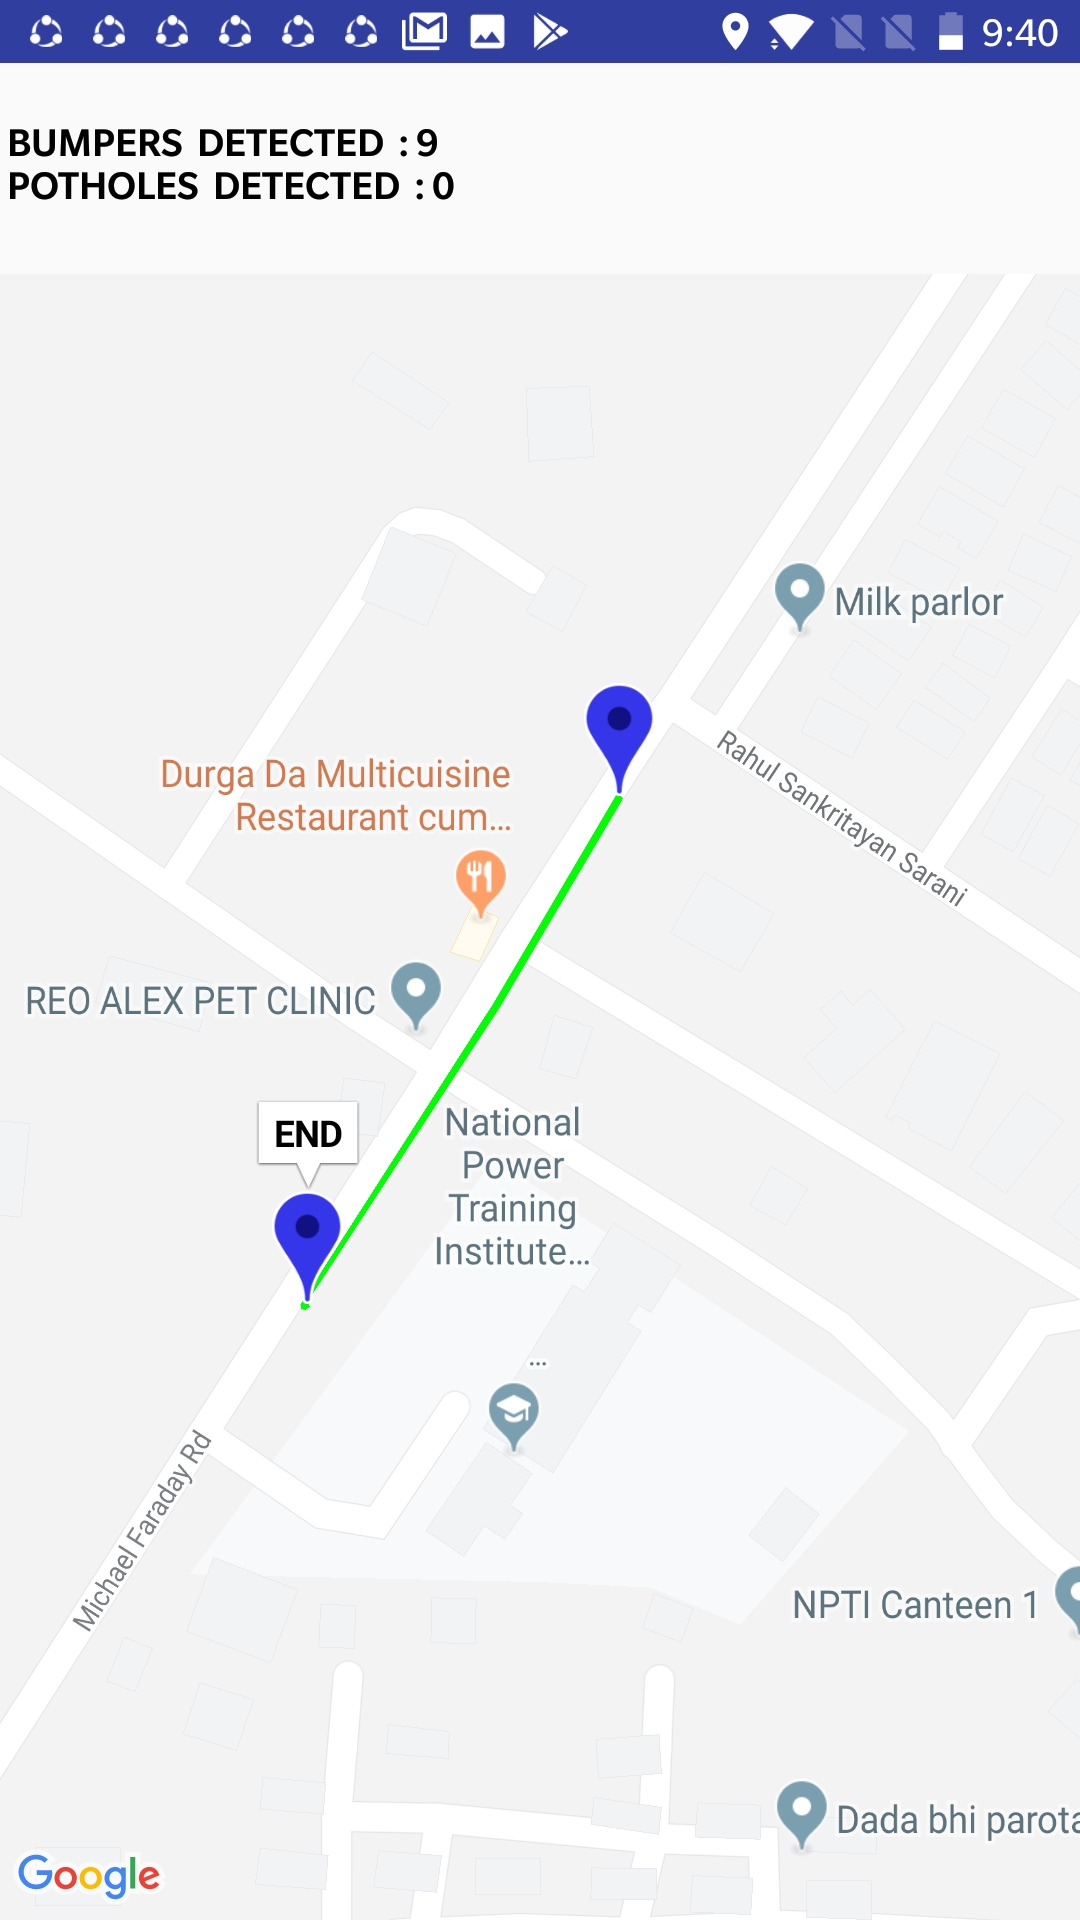 9:40
BUMPERS DETECTED : 9
POTHOLES DETECTED : 0
Milk parlor
Rahul Sankritayan Sarani
Durga Da Multicuisine
Restaurant cum...
REO ALEX PET CLINIC
END
National
Power
Training
Institute...
...
Michael Faraday Rd
NPTI Canteen 1
Dada bhi parota
Google